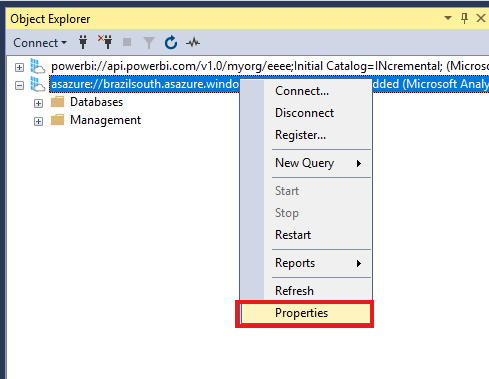 Object Explorer
Connect
powerbi://api.powerbi.com/v1.0/myorg/eeee;Initial Catalog=INcremental; (Microso
asazure://brazilsouth.asazure.windo dded (Microsoft Analy
Databases
Management
Connect...
Disconnect
Register...
New Query
Start
Stop
Restart
Reports
Refresh
Properties